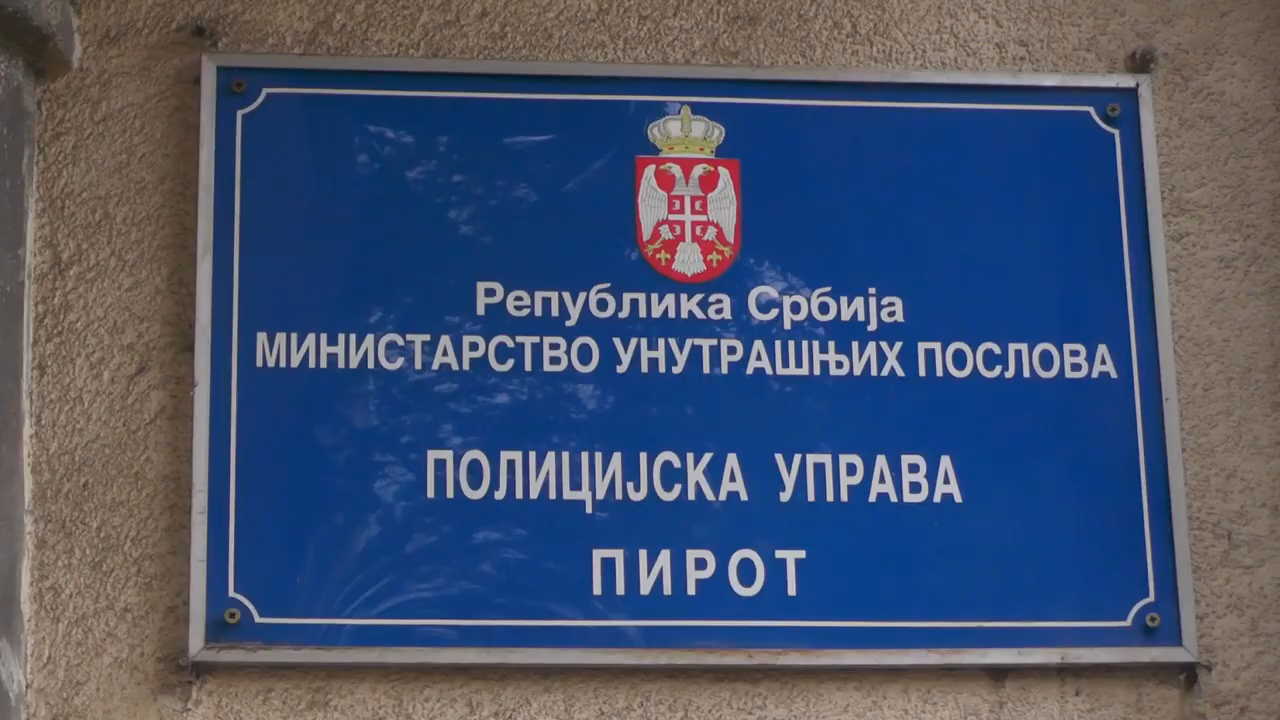 Република Србија
МИНИСТАРСТВО УНУТРАШЊИХ ПОСЛОВА
ПОЛИЦИЈСКА УПРАВА
ПИРОТ